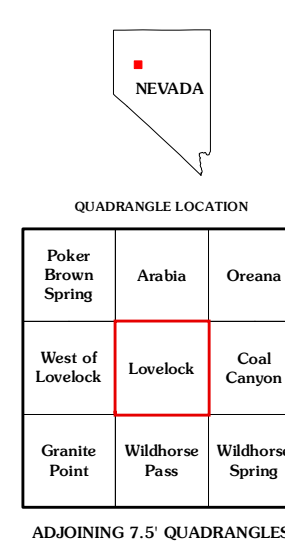 NEVADA
QUADRANGLE LOCATION
Poker
Brown
Spring
Arabia
Oreana
West of
Lovelock
Lovelock
Coal
Canyon
Granite
Point
Wildhorse
Pass
Wildhorse
Spring
ADJOINING 7.5' QUADRANGLES